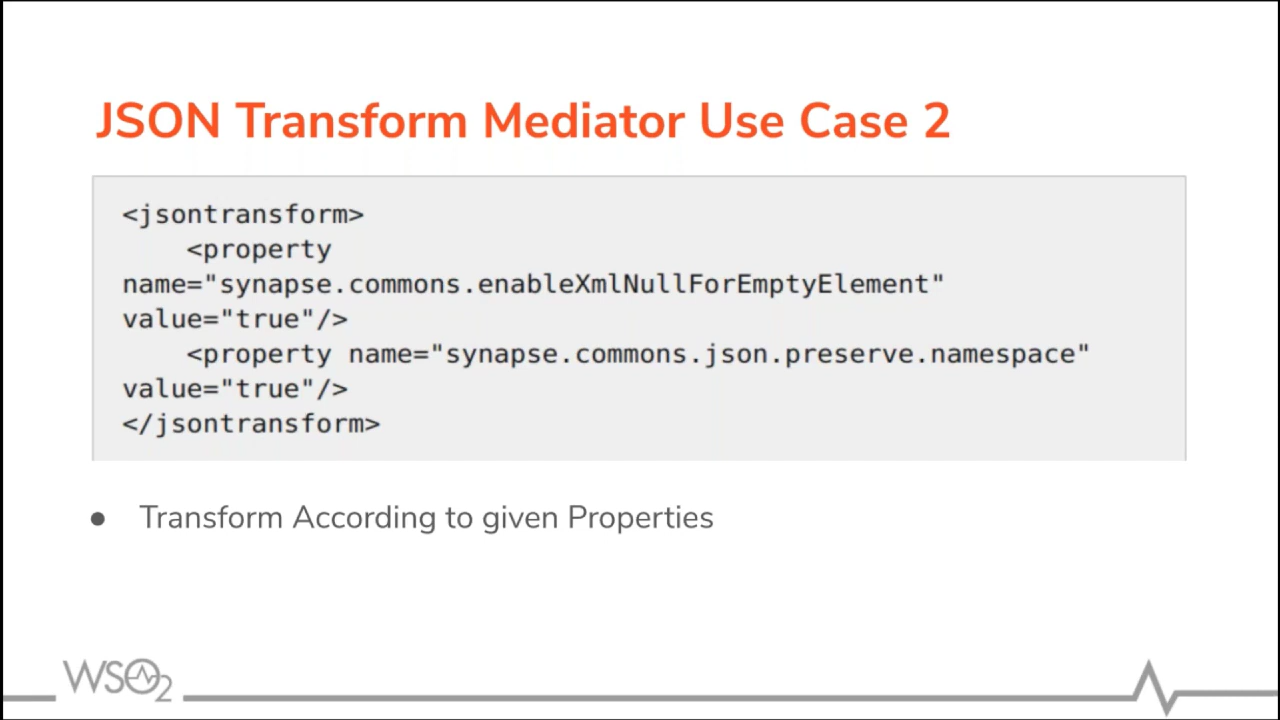 JSON Transform Mediator Use Case 2
<jsontransform>
<property
name="synapse.commons.enableXmlNullForEmptyElement"
value="true"/>
<property name="synapse.commons.json.preserve.namespace"
value="true"/>
</jsontransform>
● Transform According to given Properties
WSO2